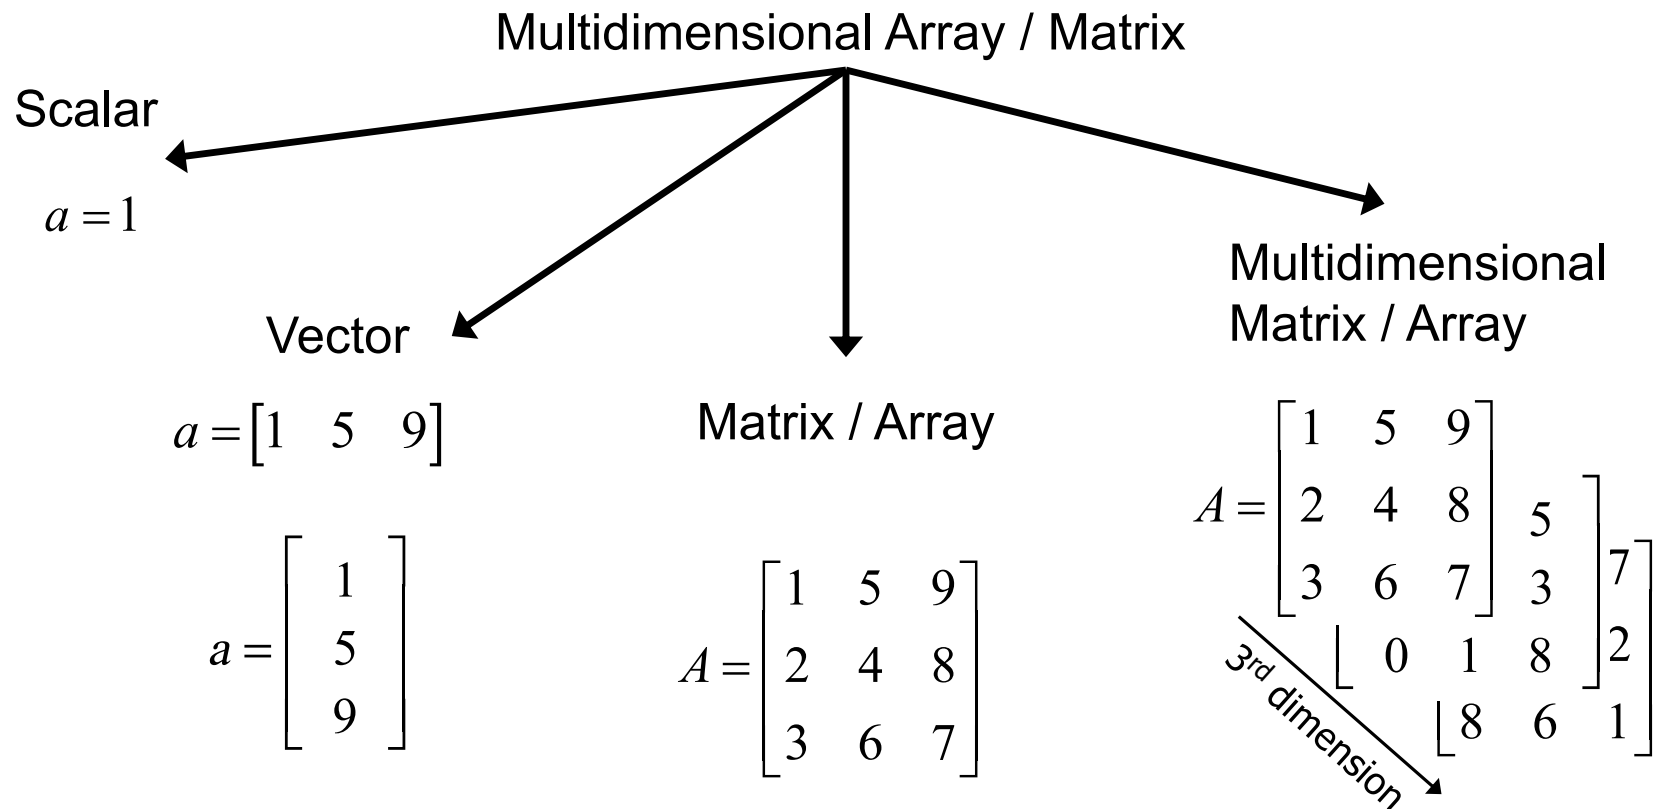 Multidimensional Array / Matrix
Scalar
a = 1
Vector
a = [1 5 9]
a = [
1
5
9
]
Matrix / Array
A = [
1 5 9
2 4 8
3 6 7
]
Multidimensional
Matrix / Array
A = [
1 5 9
2 4 8
3 6 7
]
5
3
0 1 8
7
2
8 6 1
3rd dimension